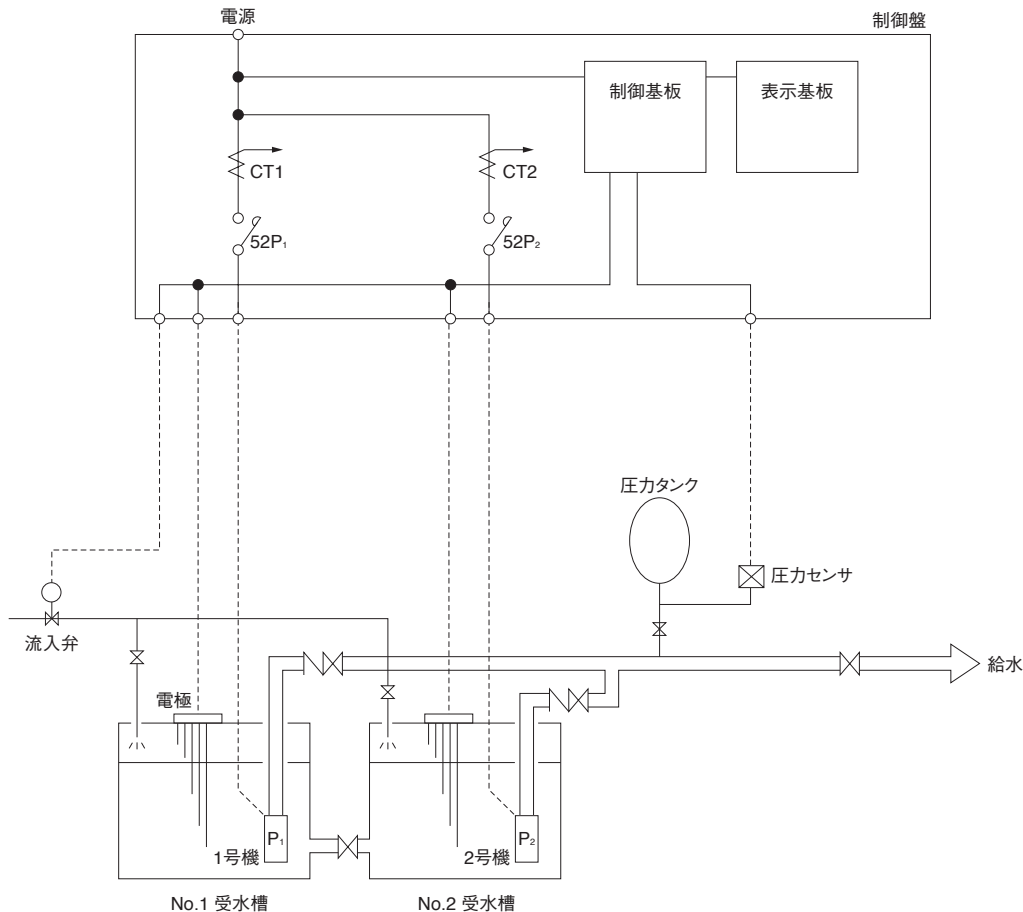 電源
制御盤
制御基板
表示基板
CT1
CT2
52P₁
52P₂
圧力タンク
圧力センサ
流入弁
給水
電極
P₁
P₂
1号機
2号機
No.1 受水槽
No.2 受水槽